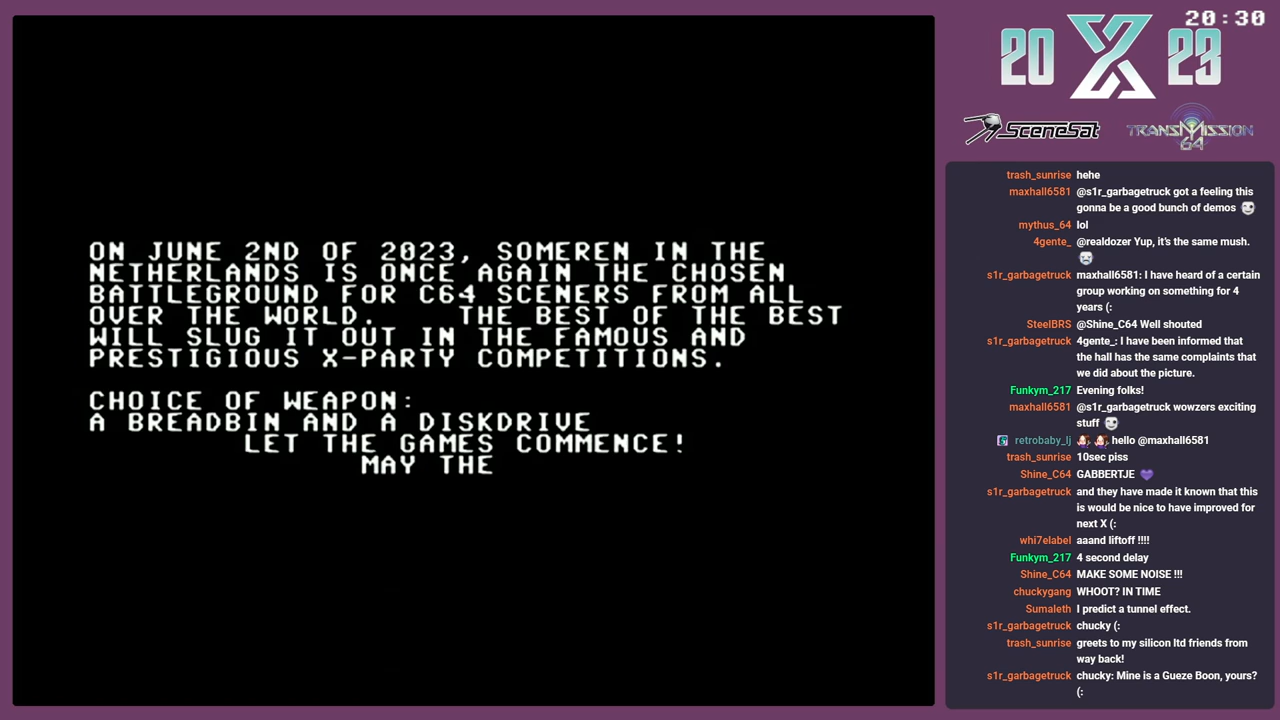 ON JUNE 2ND OF 2023, SOMEREN IN THE
NETHERLANDS IS ONCE AGAIN THE CHOSEN
BATTLEGROUND FOR C64 SCENERS FROM ALL
OVER THE WORLD. THE BEST OF THE BEST
WILL SLUG IT OUT IN THE FAMOUS AND
PRESTIGIOUS X-PARTY COMPETITIONS.
CHOICE OF WEAPON:
A BREADBIN AND A DISKDRIVE
LET THE GAMES COMMENCE!
MAY THE
20:30
20 X 23
SCENESAT
TRANSMISSION
64
trash_sunrise hehe
maxhall6581 @s1r_garbagetruck got a feeling this
gonna be a good bunch of demos
mythus_64 lol
4gente_ @realdozer Yup, it's the same mush.
s1r_garbagetruck maxhall6581: I have heard of a certain
group working on something for 4
years (:
SteelBRS @Shine_C64 Well shouted
s1r_garbagetruck 4gente_: I have been informed that
the hall has the same complaints that
we did about the picture.
Funkym_217 Evening folks!
maxhall6581 @s1r_garbagetruck wowzers exciting
stuff
retrobaby_lj hello @maxhall6581
trash_sunrise 10sec piss
Shine_C64 GABBERTJE 💜
s1r_garbagetruck and they have made it known that this
is would be nice to have improved for
next X (:
whi7elabel aaand liftoff !!!!
Funkym_217 4 second delay
Shine_C64 MAKE SOME NOISE !!!
chuckygang WHOOT? IN TIME
Sumaleth I predict a tunnel effect.
s1r_garbagetruck chucky (:
trash_sunrise greets to my silicon ltd friends from
way back!
s1r_garbagetruck chucky: Mine is a Gueze Boon, yours?
(: